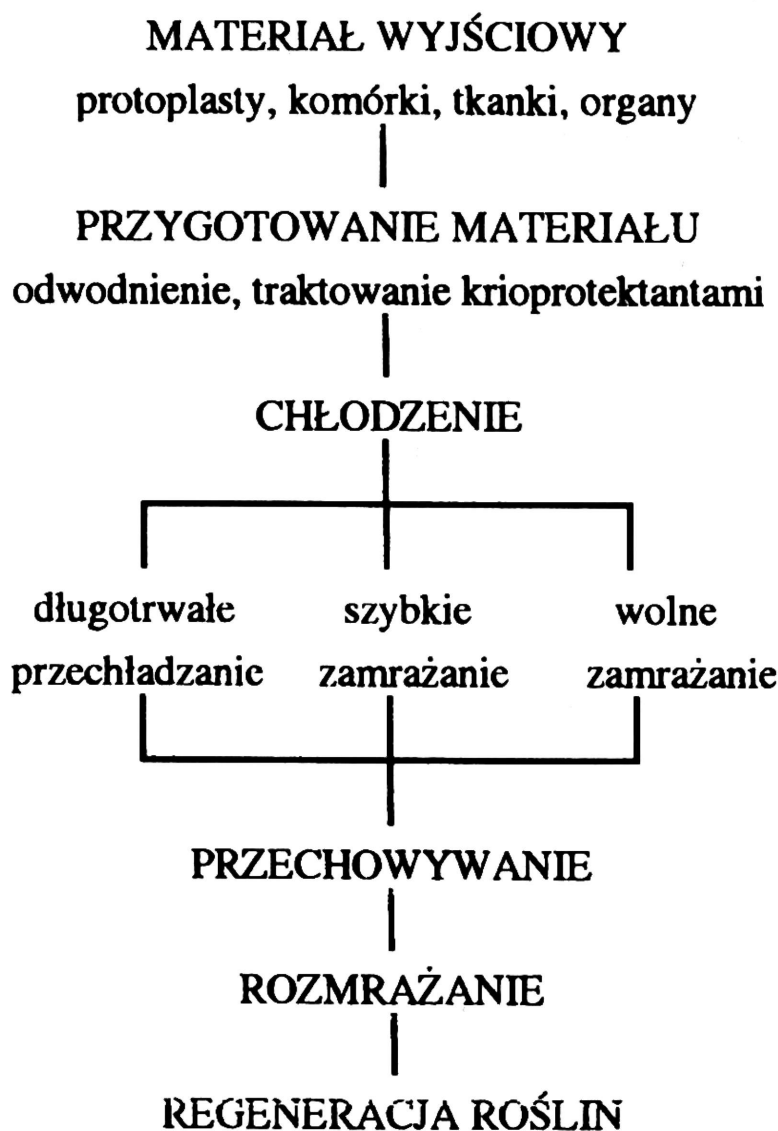 MATERIAŁ WYJŚCIOWY
protoplasty, komórki, tkanki, organy
PRZYGOTOWANIE MATERIAŁU
odwodnienie, traktowanie krioprotektantami
CHŁODZENIE
długotrwałe przechładzanie
szybkie zamrażanie
wolne zamrażanie
PRZECHOWYWANIE
ROZMRAŻANIE
REGENERACJA ROŚLIN